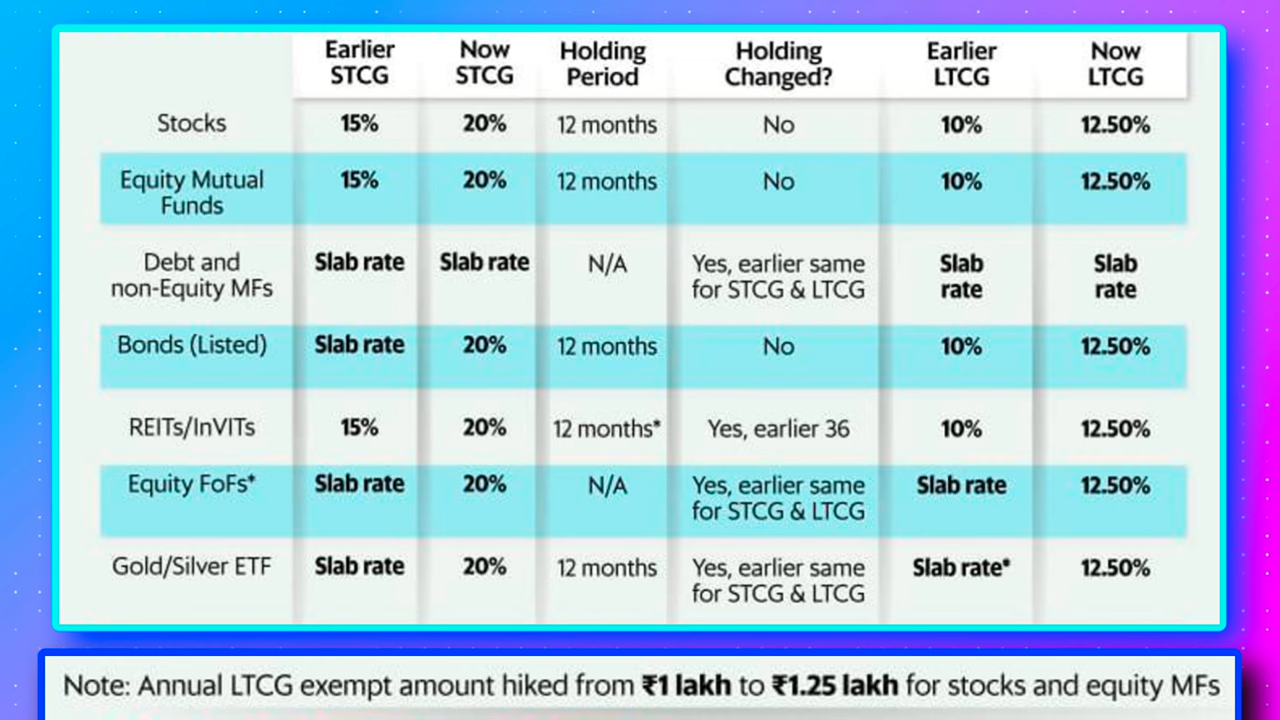 Earlier STCG Now STCG Holding Period Holding Changed? Earlier LTCG Now LTCG
Stocks 15% 20% 12 months No 10% 12.50%
Equity Mutual Funds 15% 20% 12 months No 10% 12.50%
Debt and non-Equity MFs Slab rate Slab rate N/A Yes, earlier same for STCG & LTCG Slab rate Slab rate
Bonds (Listed) Slab rate 20% 12 months No 10% 12.50%
REITs/InVITs 15% 20% 12 months* Yes, earlier 36 10% 12.50%
Equity FoFs* Slab rate 20% N/A Yes, earlier same for STCG & LTCG Slab rate 12.50%
Gold/Silver ETF Slab rate 20% 12 months Yes, earlier same for STCG & LTCG Slab rate* 12.50%
Note: Annual LTCG exempt amount hiked from ₹1 lakh to ₹1.25 lakh for stocks and equity MFs